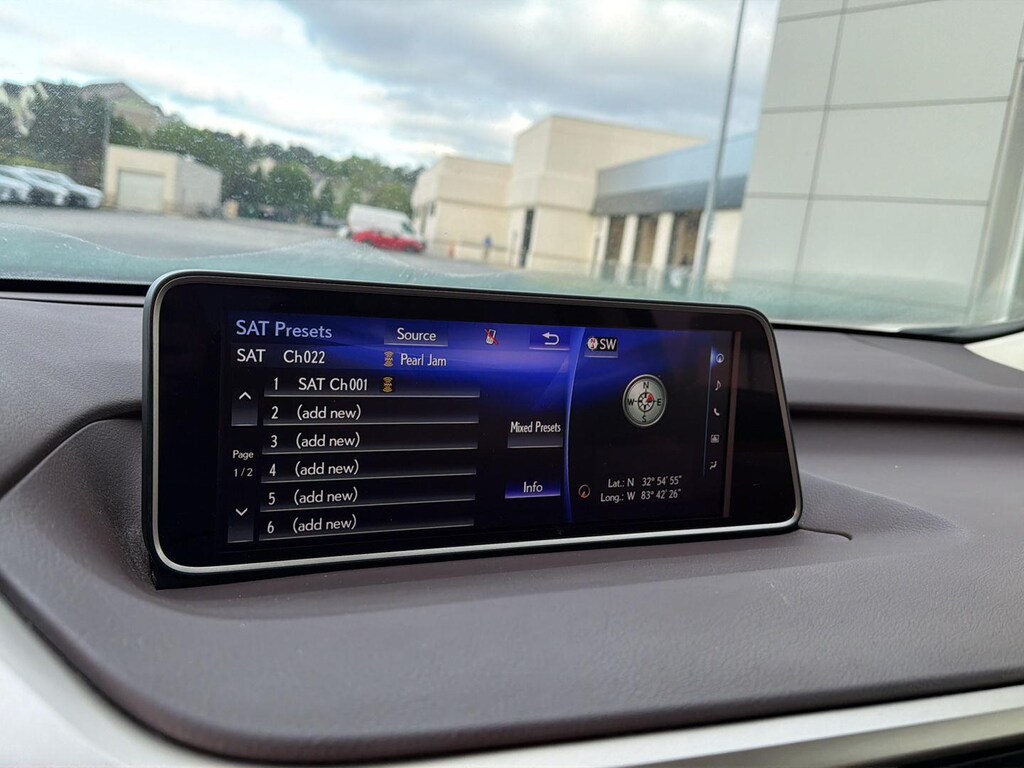 SAT Presets
Source
SW
SAT Ch022
Pearl Jam
1 SAT Ch001
2 (add new)
3 (add new)
4 (add new)
5 (add new)
6 (add new)
Page
1/2
Mixed Presets
Info
N
W E
S
Lat.: N 32° 54' 55"
Long.: W 83° 42' 26"